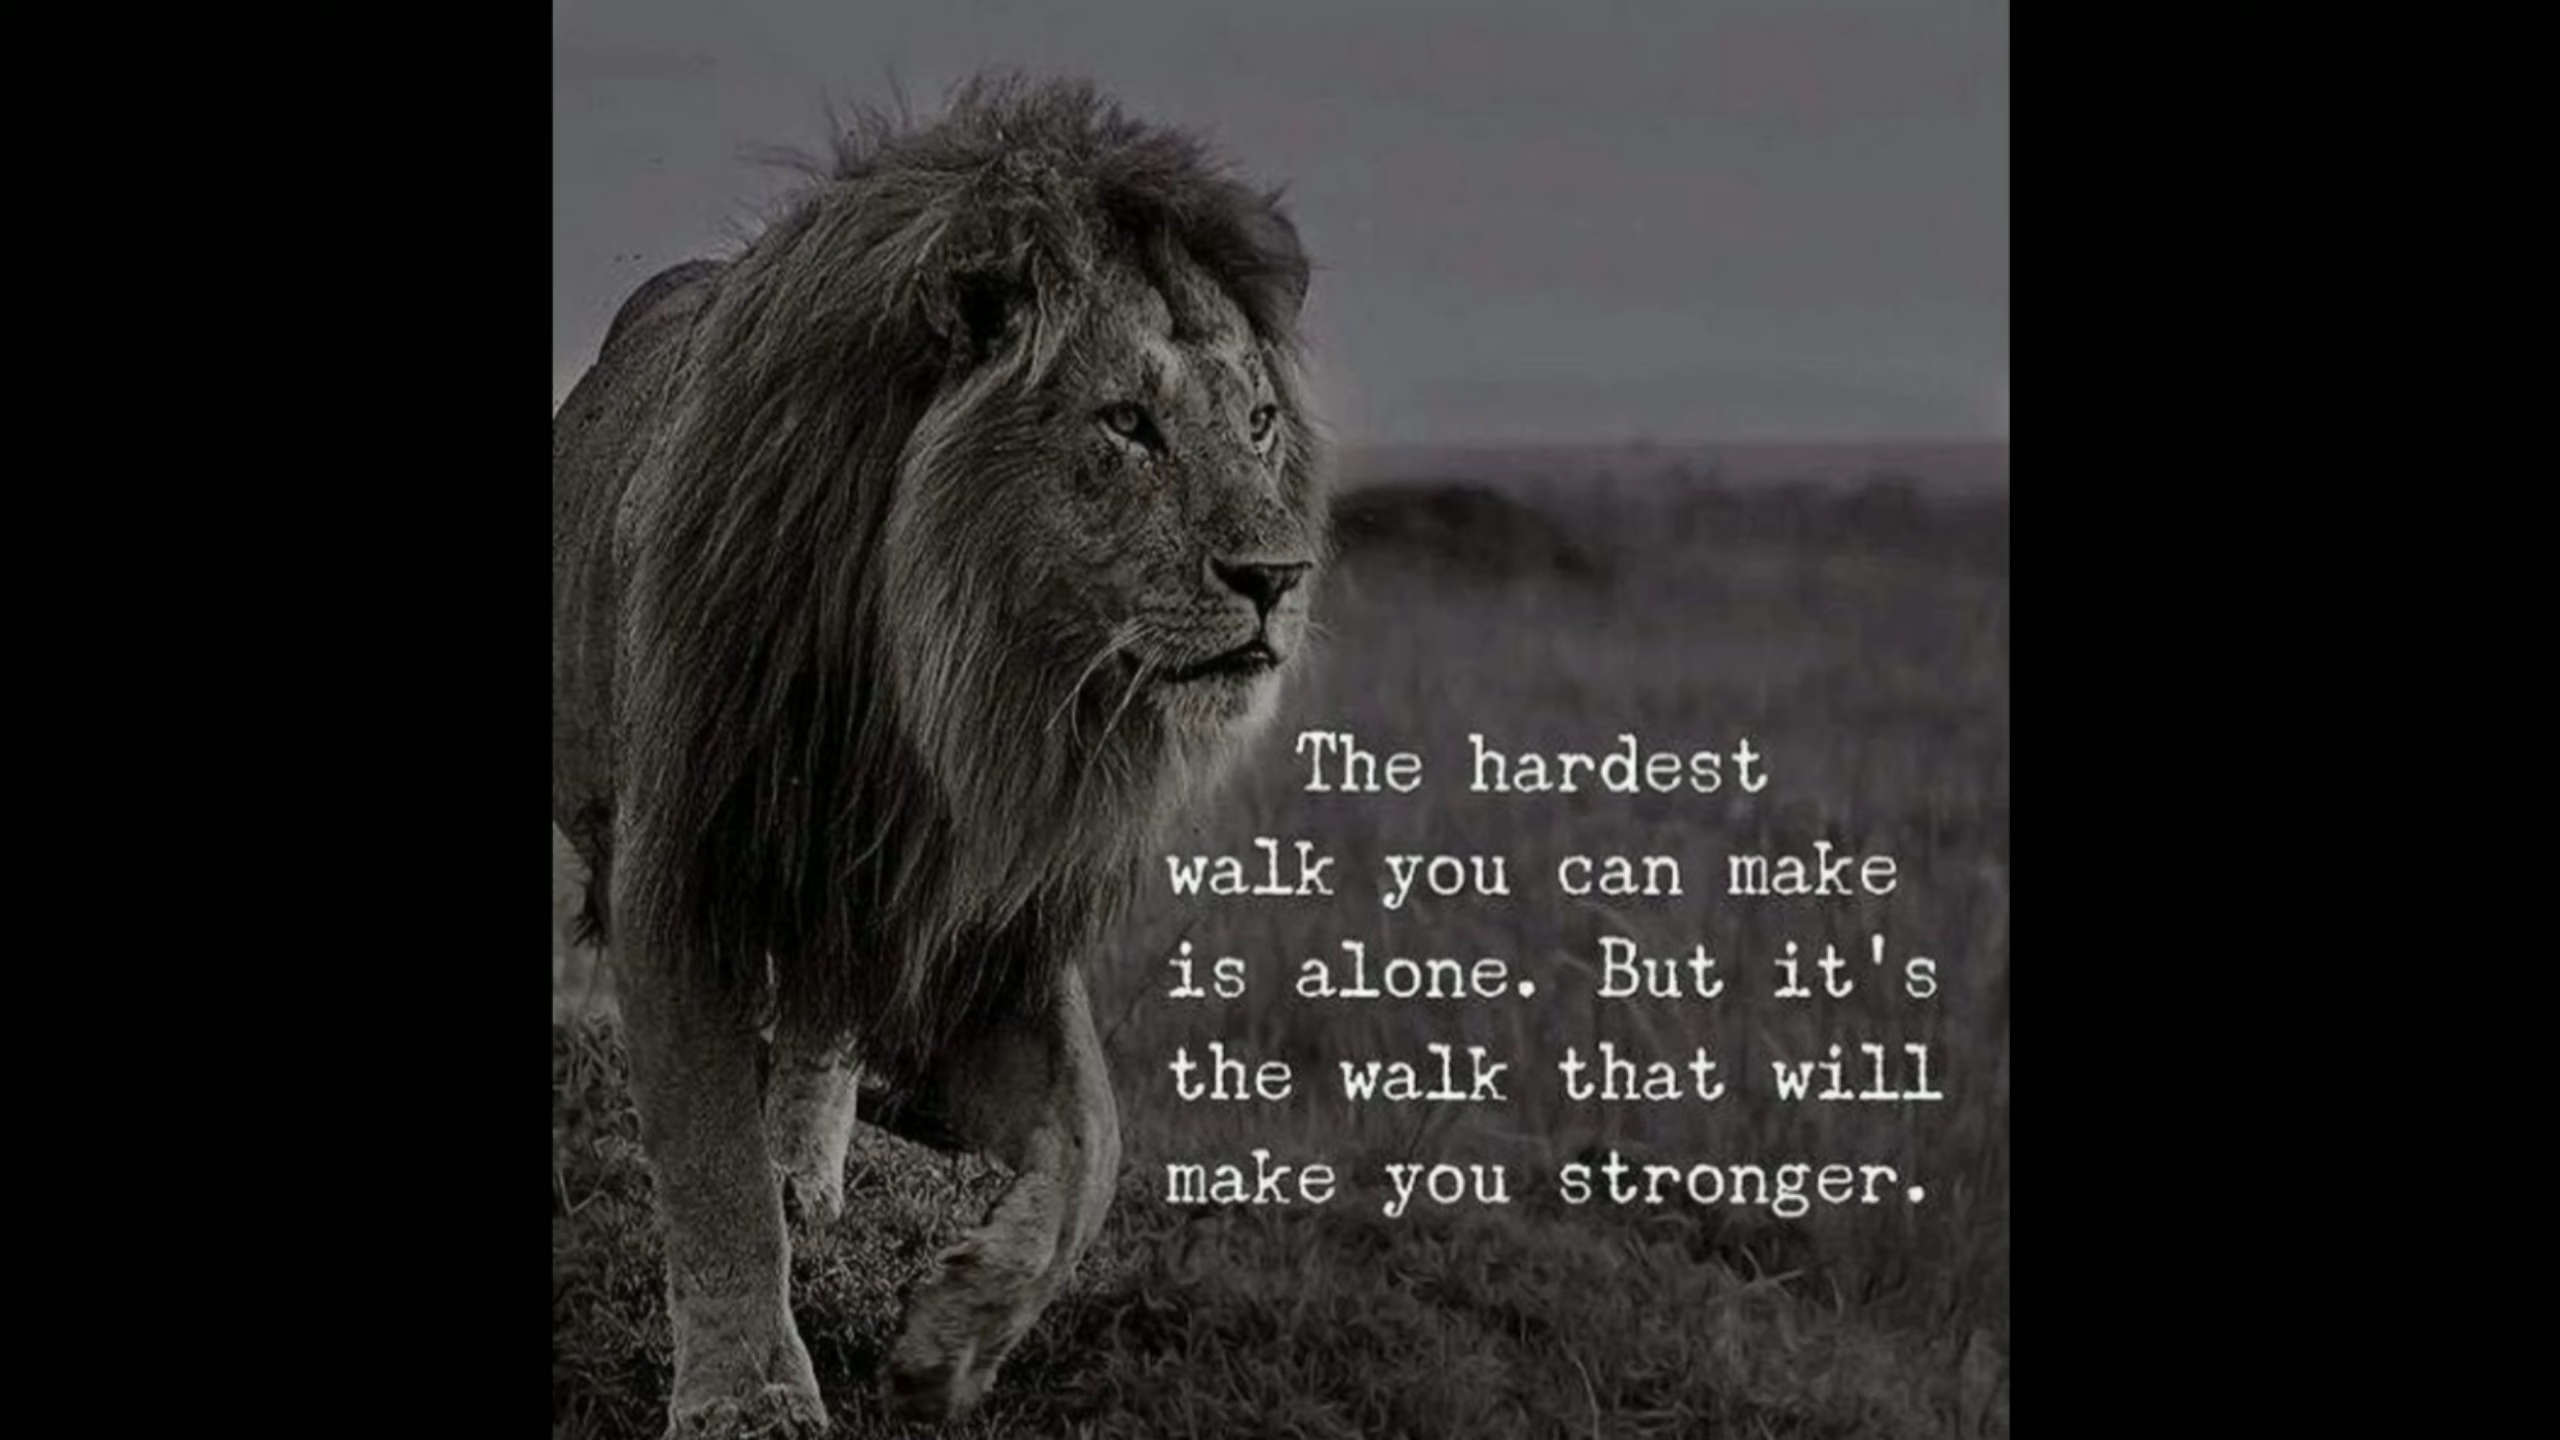 The hardest
walk you can make
is alone. But it's
the walk that will
make you stronger.